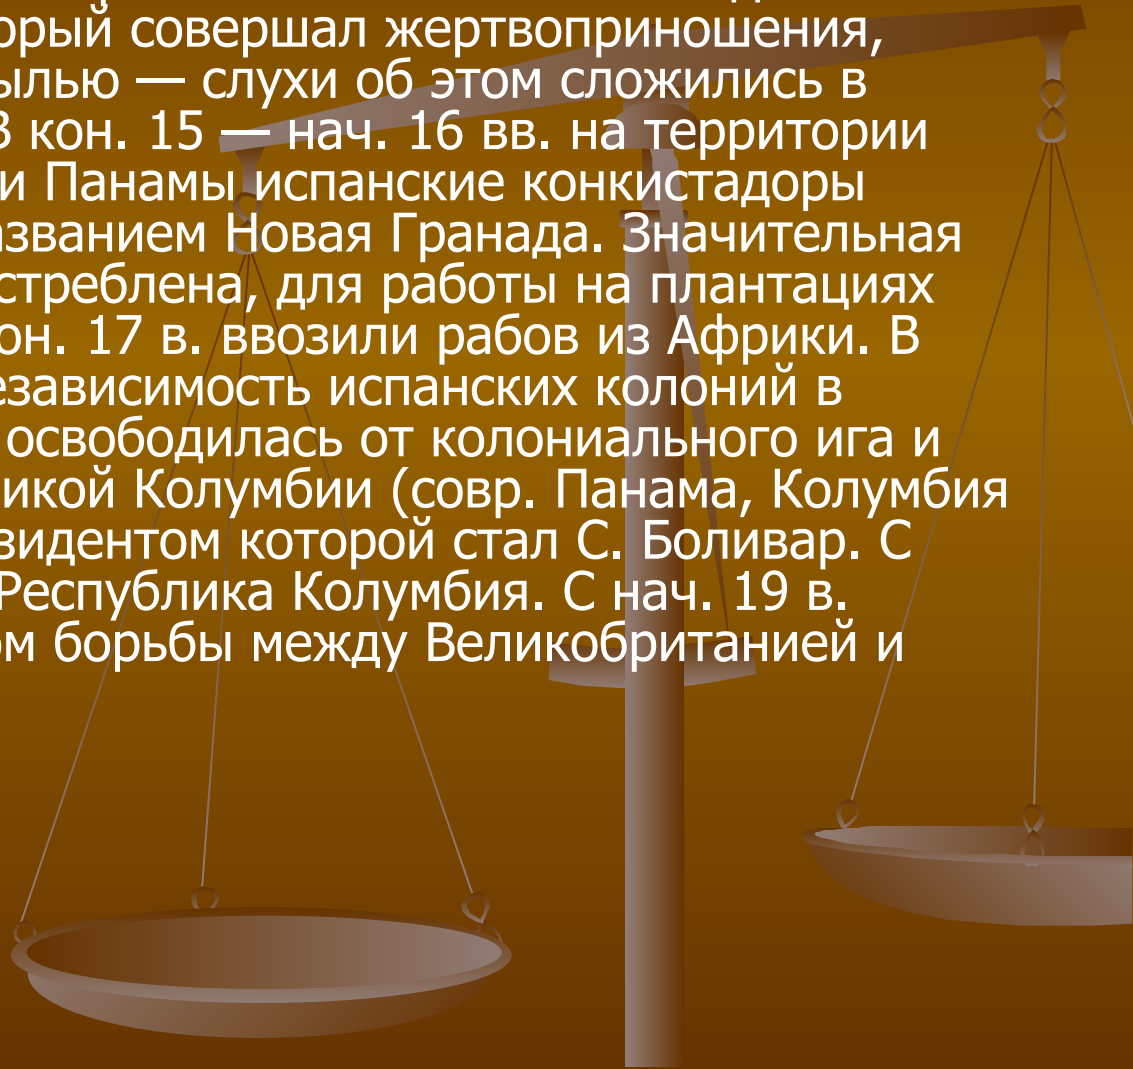 орый совершал жертвоприношения,
ылью — слухи об этом сложились в
В кон. 15 — нач. 16 вв. на территории
и Панамы испанские конкистадоры
азванием Новая Гранада. Значительная
стреблена, для работы на плантациях
он. 17 в. ввозили рабов из Африки. В
езависимость испанских колоний в
освободилась от колониального ига и
икой Колумбии (совр. Панама, Колумбия
зидентом которой стал С. Боливар. С
Республика Колумбия. С нач. 19 в.
ом борьбы между Великобританией и